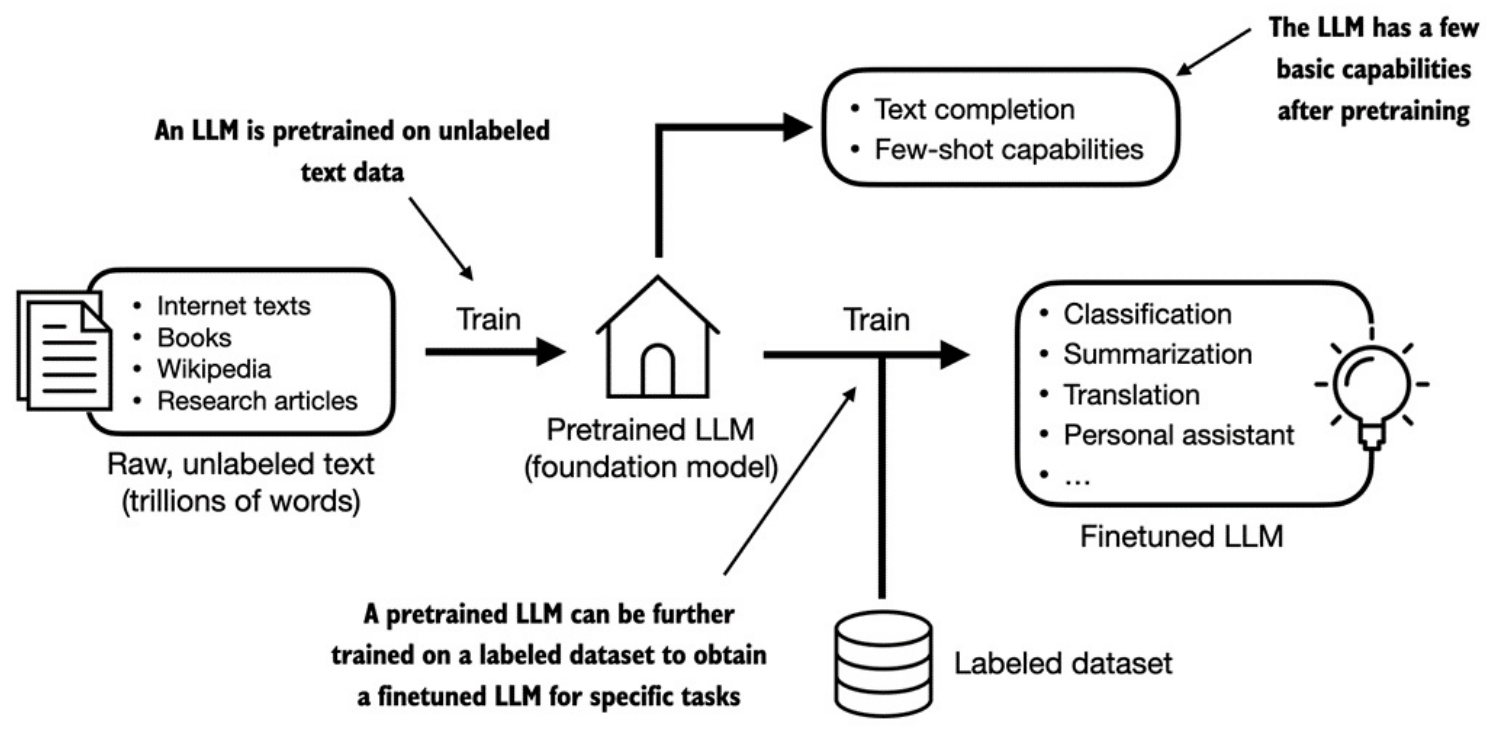 The LLM has a few
basic capabilities
after pretraining
• Text completion
• Few-shot capabilities
An LLM is pretrained on unlabeled
text data
• Internet texts
• Books
• Wikipedia
• Research articles
Raw, unlabeled text
(trillions of words)
Train
Pretrained LLM
(foundation model)
Train
• Classification
• Summarization
• Translation
• Personal assistant
• ...
Finetuned LLM
A pretrained LLM can be further
trained on a labeled dataset to obtain
a finetuned LLM for specific tasks
Labeled dataset